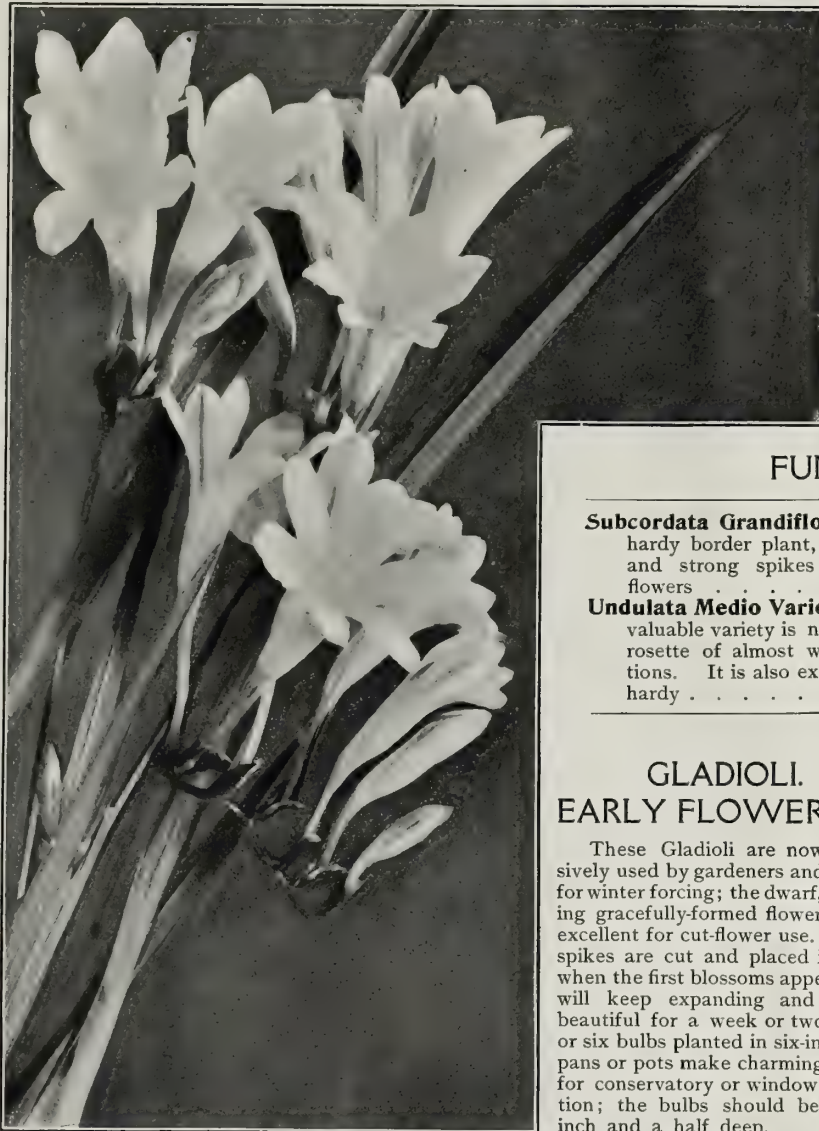 FUN
Subcordata Grandiflo
hardy border plant,
and strong spikes
flowers . . . .
Undulata Medio Varie
valuable variety is n
rosette of almost w
tions. It is also ex
hardy . . . . .
GLADIOLI.
EARLY FLOWER
These Gladioli are now
sively used by gardeners and
for winter forcing; the dwarf,
ing gracefully-formed flower
excellent for cut-flower use.
spikes are cut and placed i
when the first blossoms appe
will keep expanding and
beautiful for a week or two
or six bulbs planted in six-in
pans or pots make charming
for conservatory or window
tion; the bulbs should be
inch and a half deep.